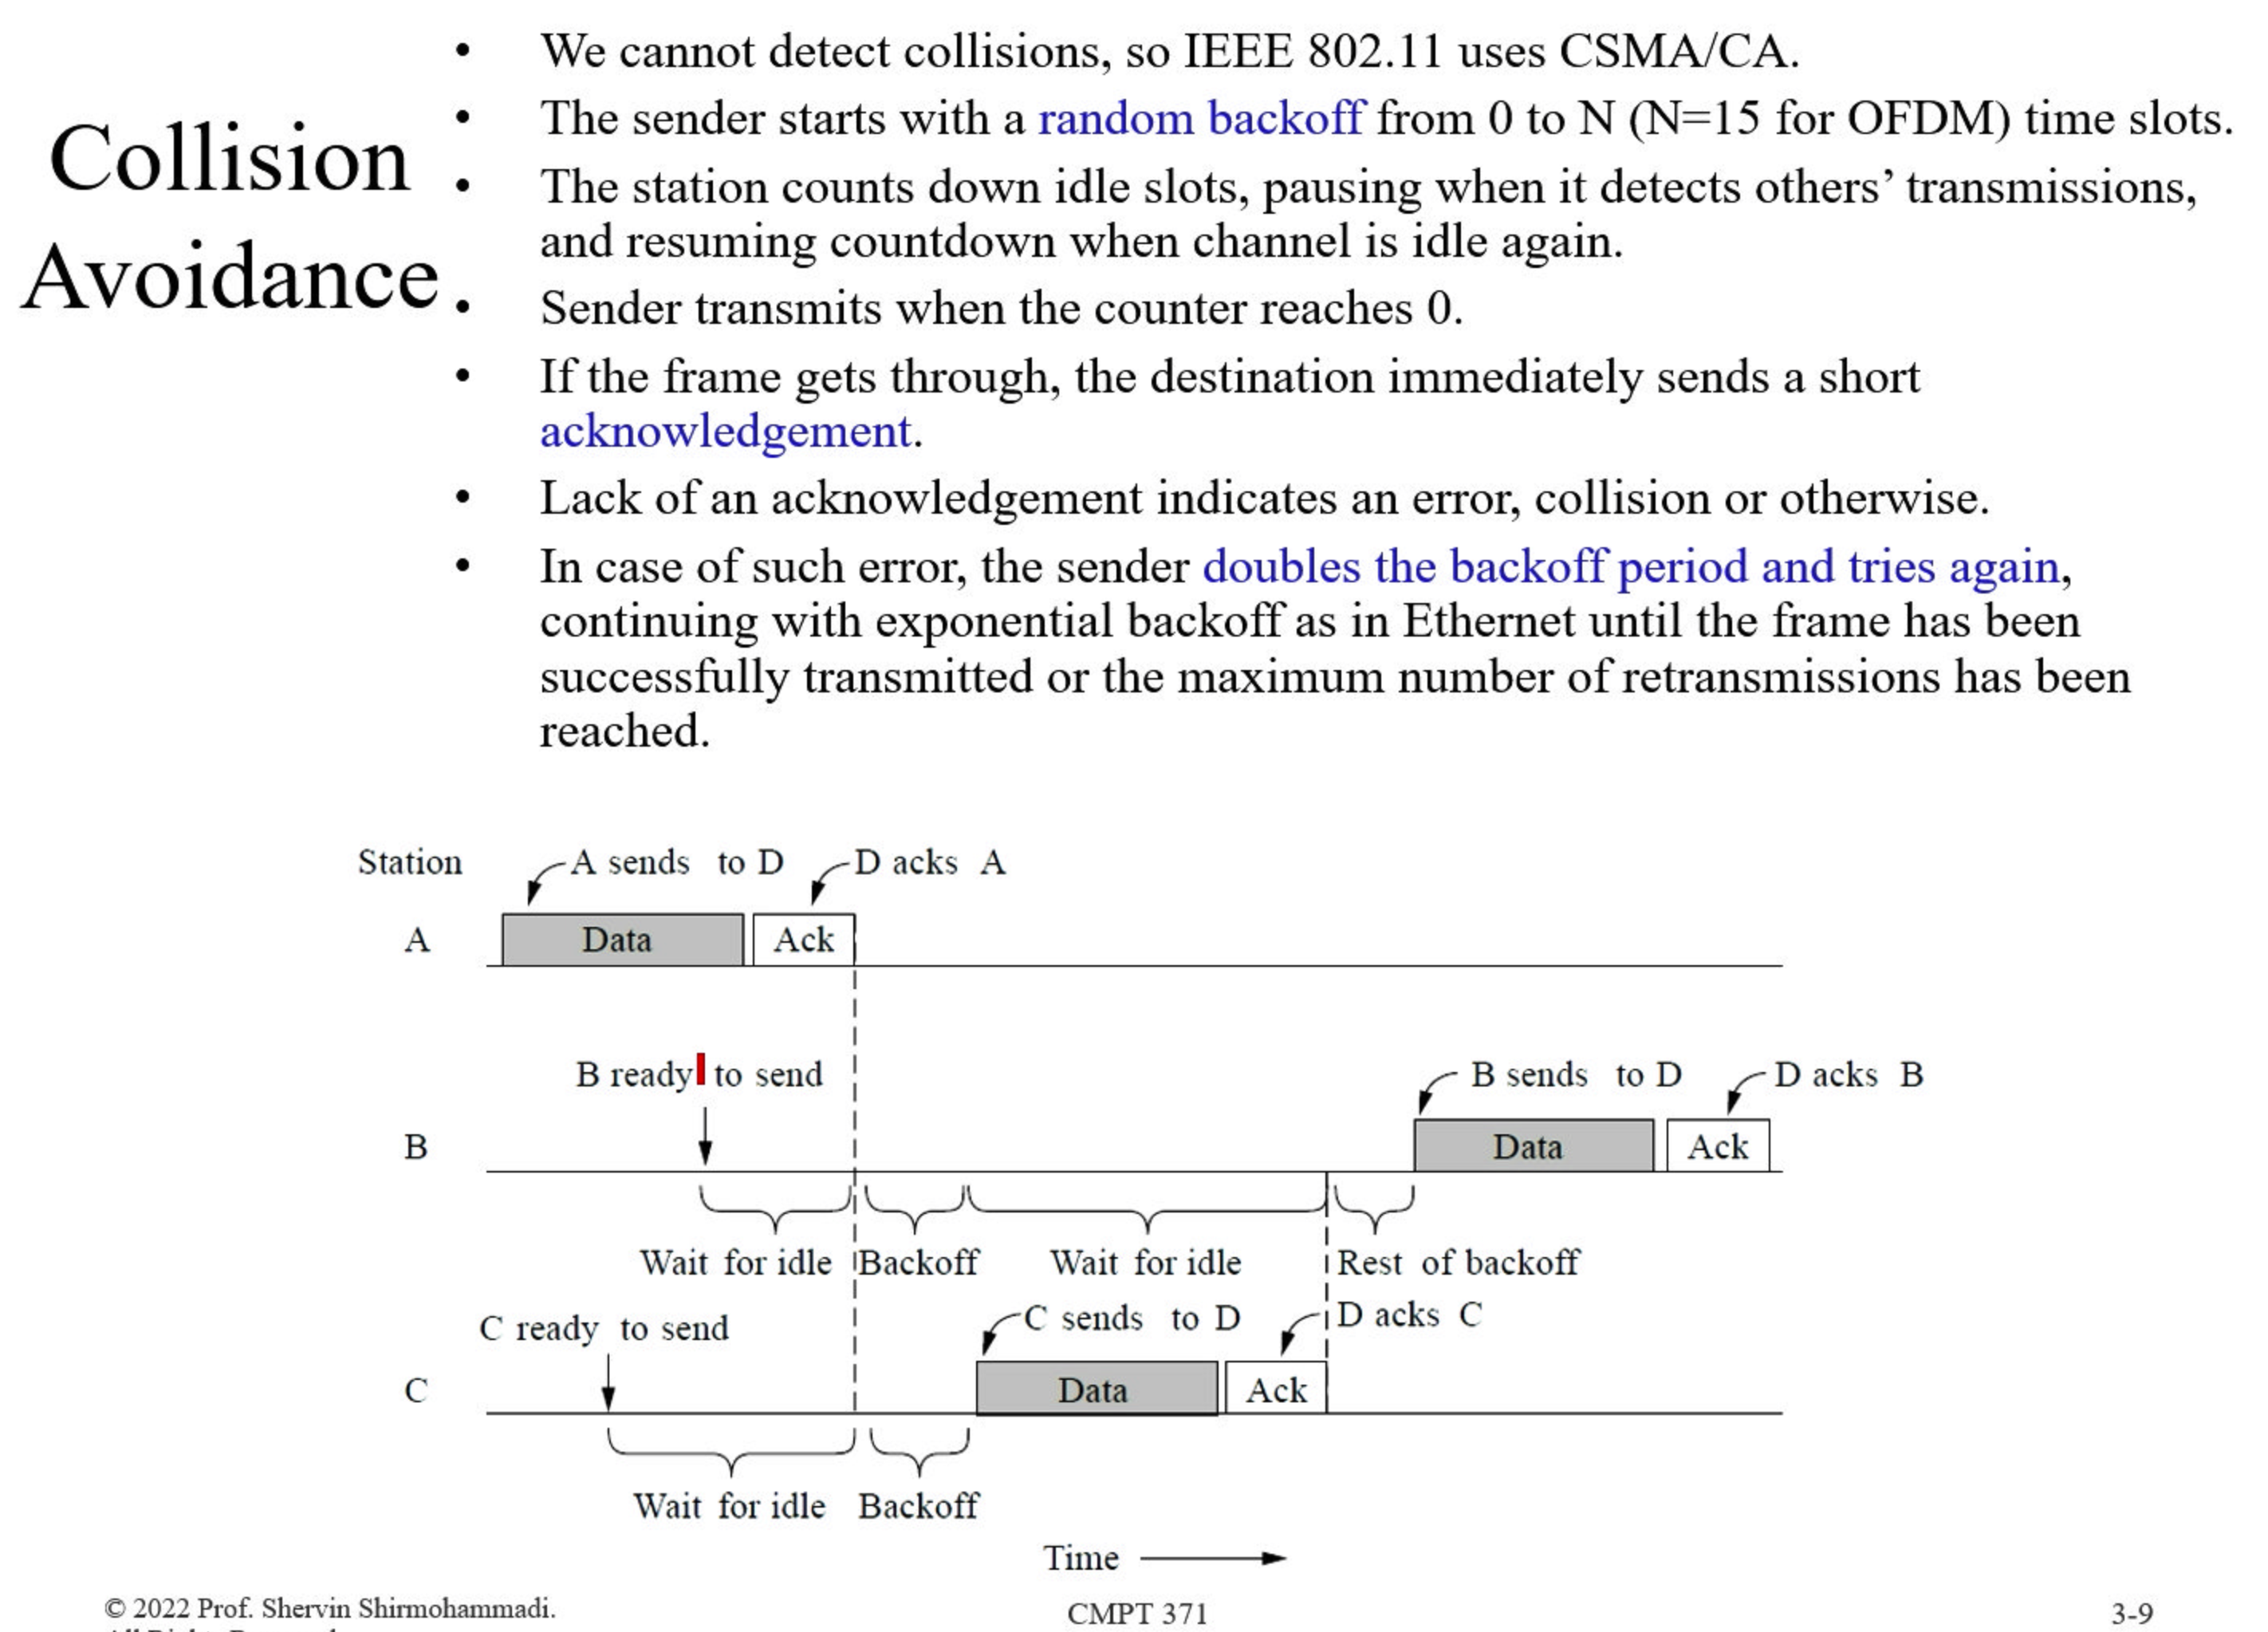 Collision
Avoidance
• We cannot detect collisions, so IEEE 802.11 uses CSMA/CA.
• The sender starts with a random backoff from 0 to N (N=15 for OFDM) time slots.
• The station counts down idle slots, pausing when it detects others’ transmissions,
and resuming countdown when channel is idle again.
• Sender transmits when the counter reaches 0.
• If the frame gets through, the destination immediately sends a short
acknowledgement.
• Lack of an acknowledgement indicates an error, collision or otherwise.
• In case of such error, the sender doubles the backoff period and tries again,
continuing with exponential backoff as in Ethernet until the frame has been
successfully transmitted or the maximum number of retransmissions has been
reached.
Station A sends to D D acks A
A Data Ack
B ready to send B sends to D D acks B
B Data Ack
Wait for idle Backoff Wait for idle Rest of backoff
C ready to send C sends to D D acks C
C Data Ack
Wait for idle Backoff
Time
© 2022 Prof. Shervin Shirmohammadi. CMPT 371 3-9